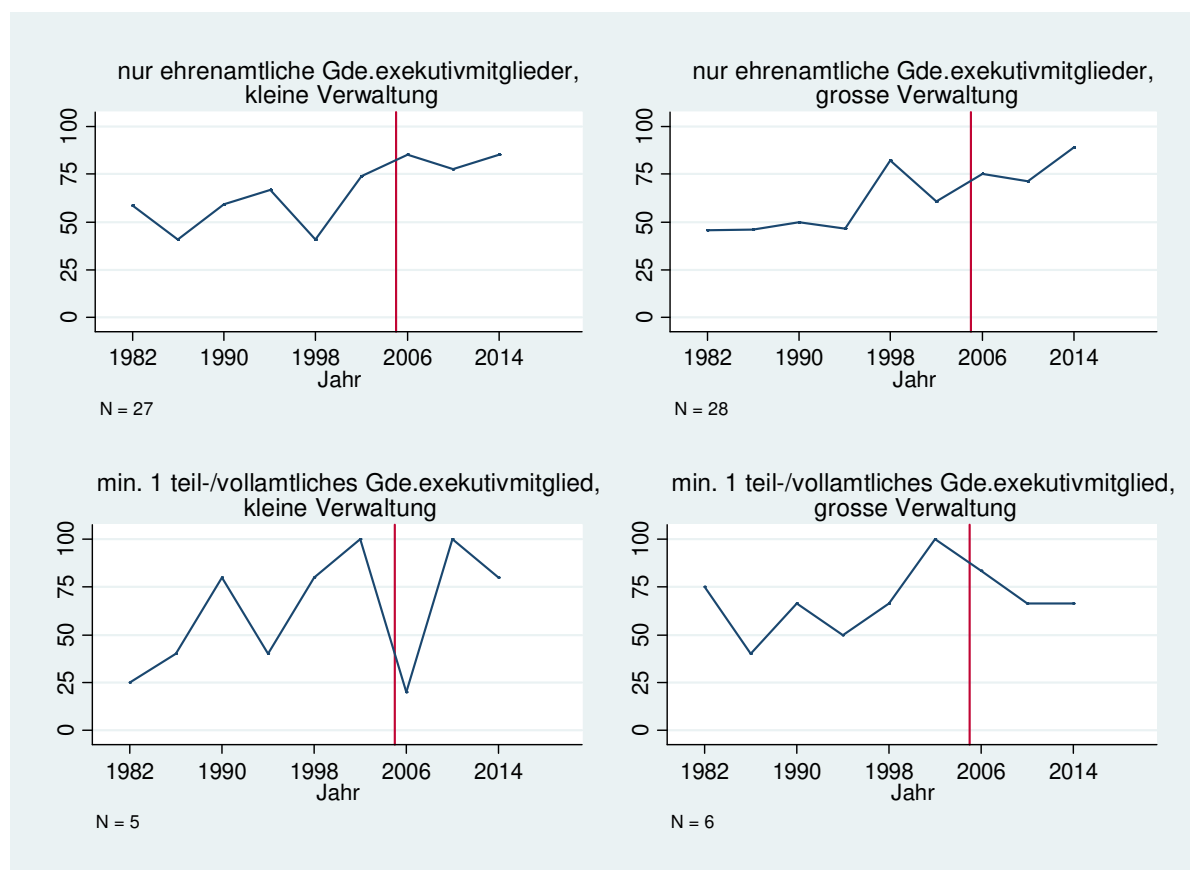 nur ehrenamtliche Gde.exekutivmitglieder,
kleine Verwaltung
100
75
50
25
0
1982 1990 1998 2006 2014
Jahr
N = 27
nur ehrenamtliche Gde.exekutivmitglieder,
grosse Verwaltung
100
75
50
25
0
1982 1990 1998 2006 2014
Jahr
N = 28
min. 1 teil-/vollamtliches Gde.exekutivmitglied,
kleine Verwaltung
100
75
50
25
0
1982 1990 1998 2006 2014
Jahr
N = 5
min. 1 teil-/vollamtliches Gde.exekutivmitglied,
grosse Verwaltung
100
75
50
25
0
1982 1990 1998 2006 2014
Jahr
N = 6